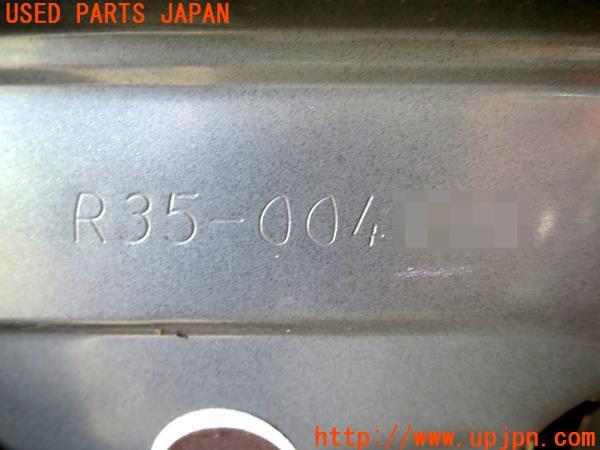 USED PARTS JAPAN
R35-004
http://www.upjpn.com